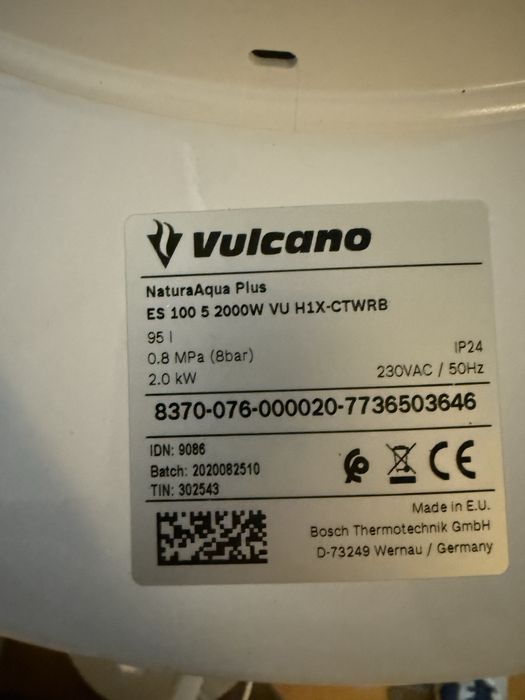 Vulcano
NaturaAqua Plus
ES 100 5 2000W VU H1X-CTWRB
95 l
0.8 MPa (8bar)
IP24
2.0 kW
230VAC / 50Hz
8370-076-000020-7736503646
IDN: 9086
Batch: 2020082510
TIN: 302543
CE
Made in E.U.
Bosch Thermotechnik GmbH
D-73249 Wernau / Germany